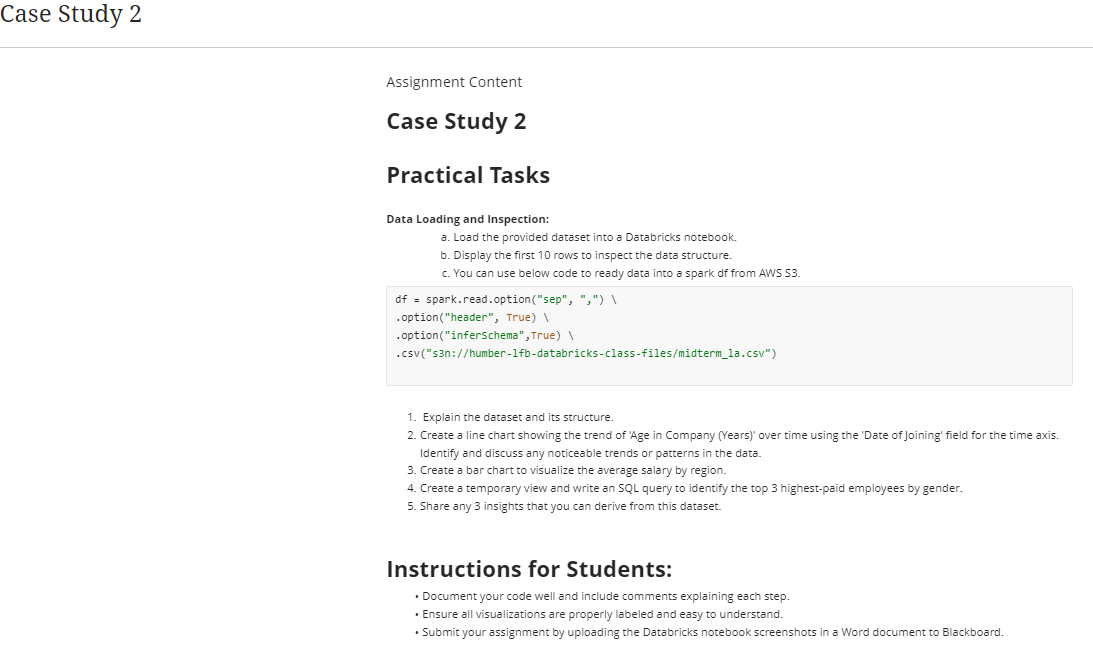 Case Study 2
Assignment Content
Case Study 2
Practical Tasks
Data Loading and Inspection:
a. Load the provided dataset into a Databricks notebook.
b. Display the first 10 rows to inspect the data structure.
c. You can use below code to ready data into a spark df from AWS S3.
df = spark.read.option("sep", ",") \
.option("header", True) \
.option("inferSchema",True) \
.csv("s3n://humber-lfb-databricks-class-files/midterm_la.csv")
1. Explain the dataset and its structure.
2. Create a line chart showing the trend of 'Age in Company (Years)' over time using the 'Date of Joining' field for the time axis.
Identify and discuss any noticeable trends or patterns in the data.
3. Create a bar chart to visualize the average salary by region.
4. Create a temporary view and write an SQL query to identify the top 3 highest-paid employees by gender.
5. Share any 3 insights that you can derive from this dataset.
Instructions for Students:
• Document your code well and include comments explaining each step.
• Ensure all visualizations are properly labeled and easy to understand.
• Submit your assignment by uploading the Databricks notebook screenshots in a Word document to Blackboard.